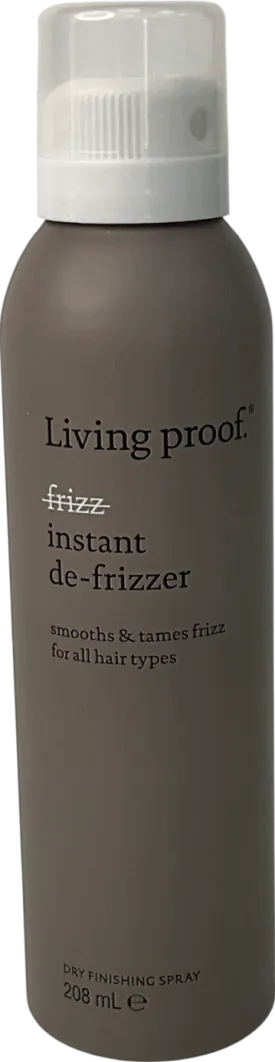 Living proof.®
frizz
instant
de-frizzer
smooths & tames frizz
for all hair types
DRY FINISHING SPRAY
208 mL ℮